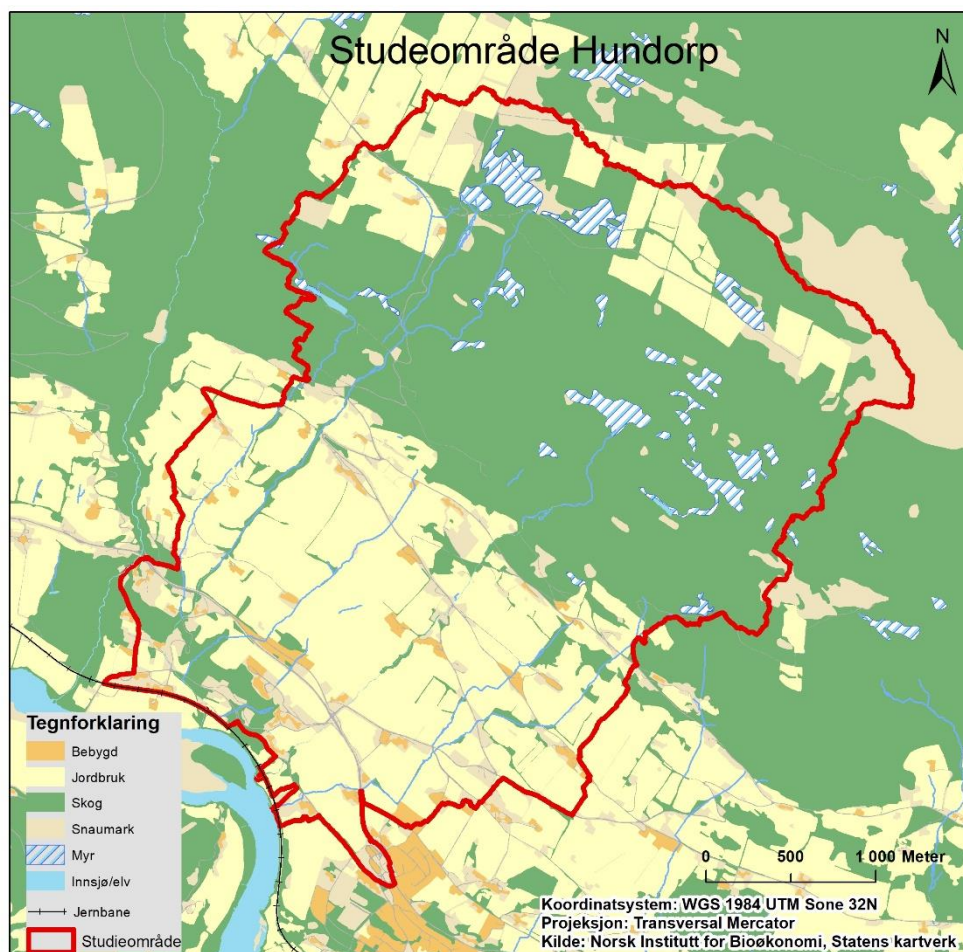 Studeområde Hundorp
N
Tegnforklaring
Bebygd
Jordbruk
Skog
Snaumark
Myr
Innsjø/elv
Jernbane
Studieområde
0 500 1 000 Meter
Koordinatsystem: WGS 1984 UTM Sone 32N
Projeksjon: Transversal Mercator
Kilde: Norsk Institutt for Bioøkonomi, Statens kartverk